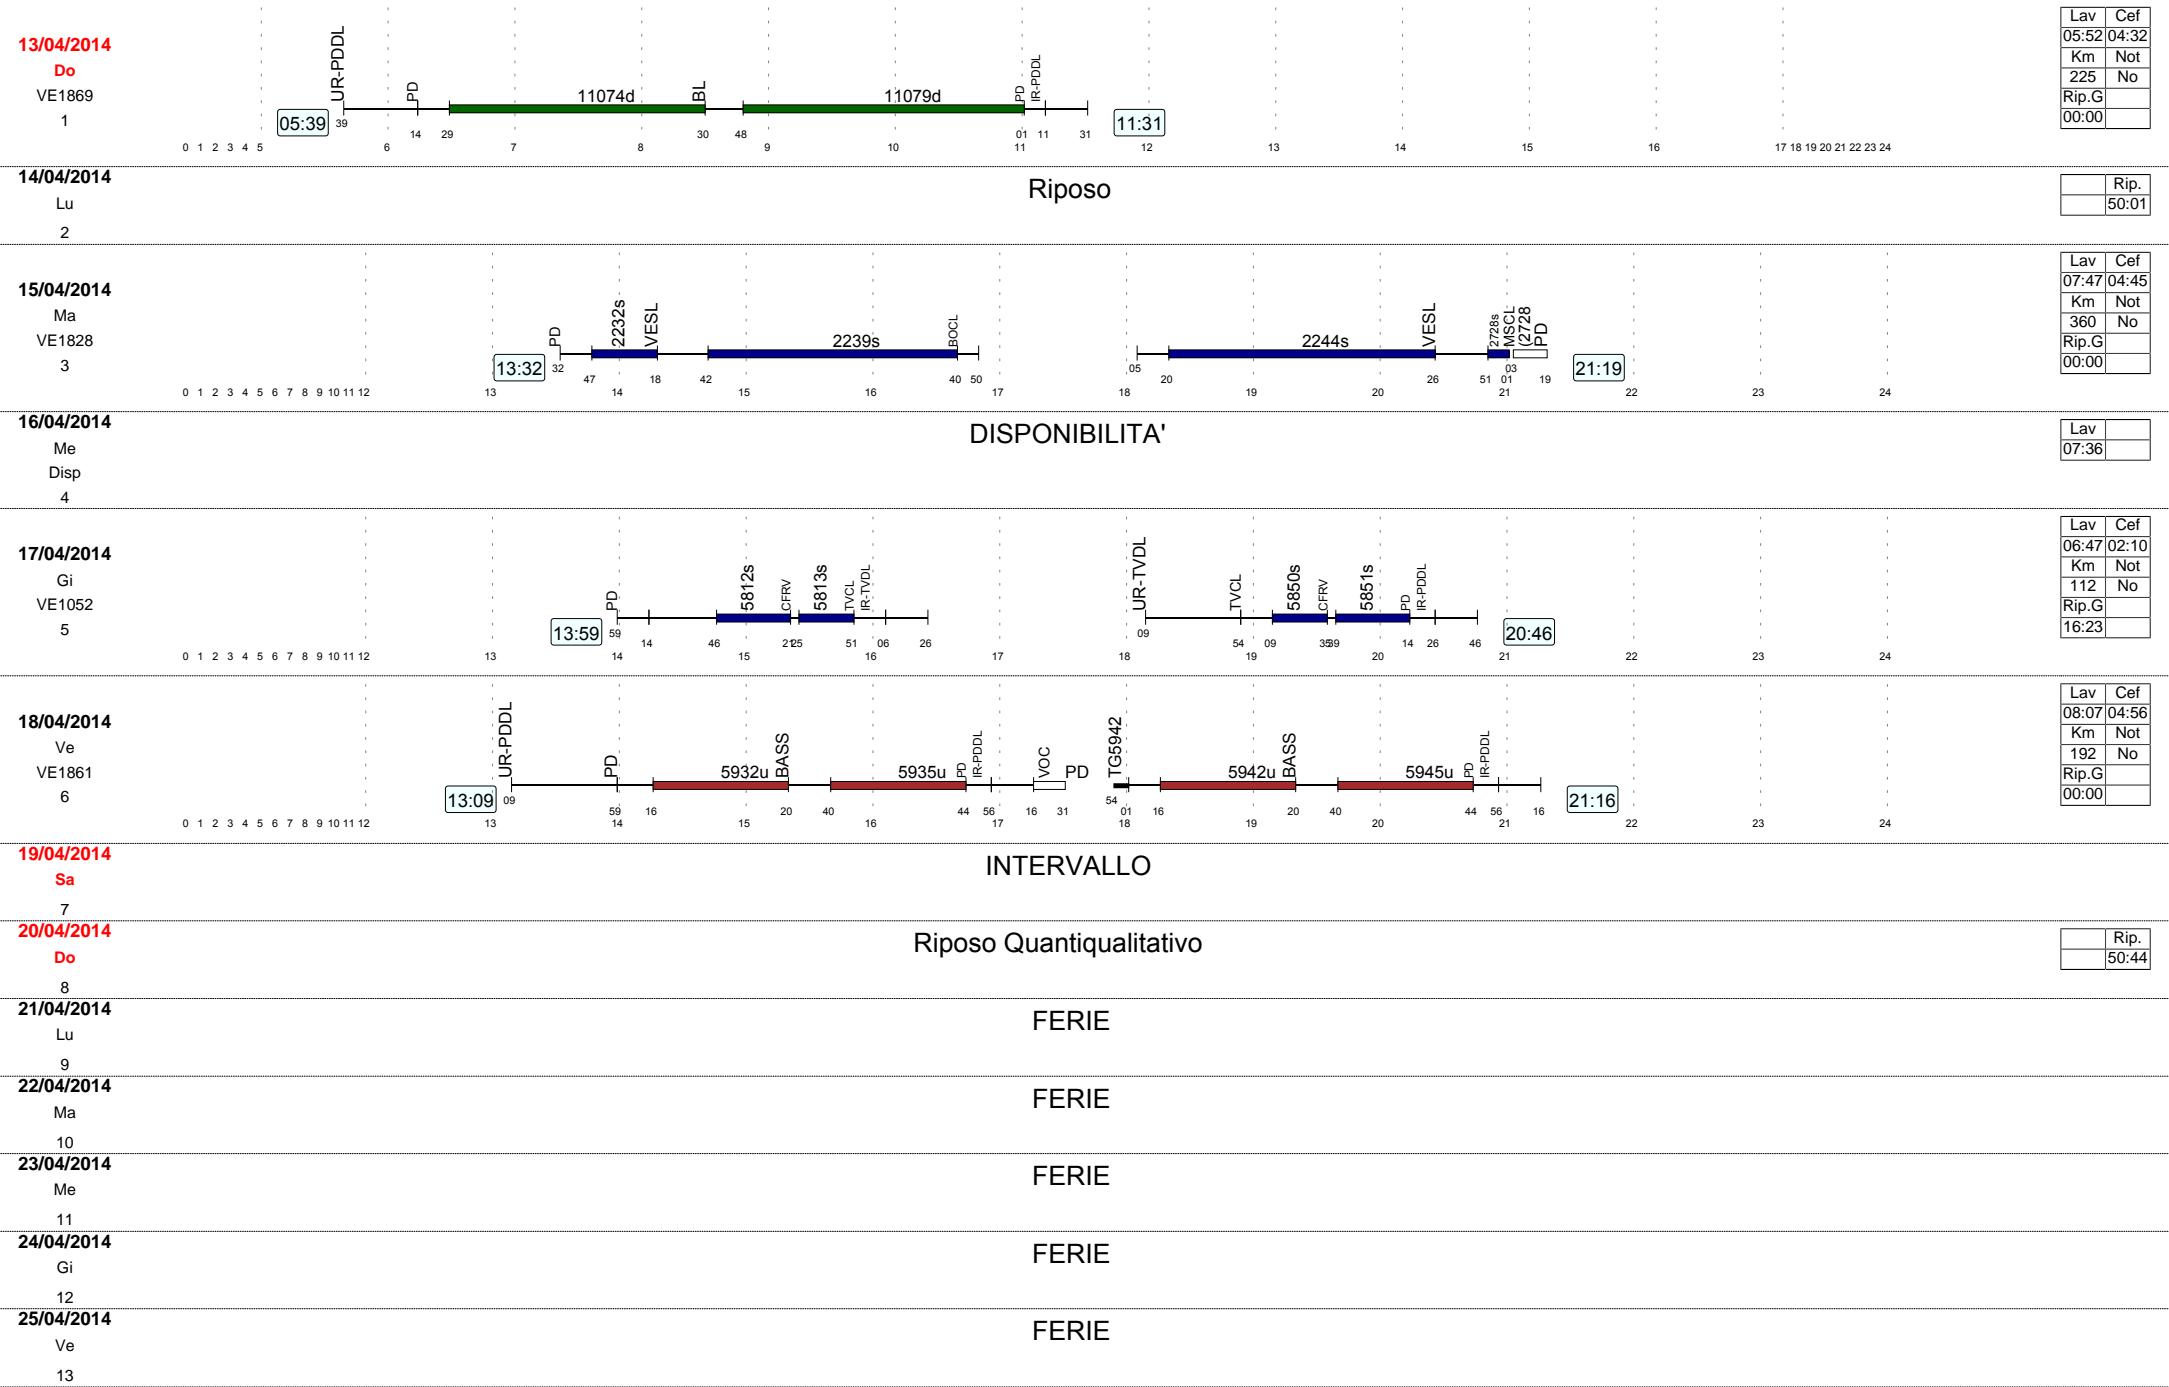 13/04/2014
Do
VE1869
1
05:39
UR-PDDL PD 11074d BL 11079d PD IR-PDDL
39 14 29 30 48 01 11 31
11:31
0 1 2 3 4 5 6 7 8 9 10 11 12 13 14 15 16 17 18 19 20 21 22 23 24
Lav Cef
05:52 04:32
Km Not
225 No
Rip.G
00:00
14/04/2014
Lu
2
Riposo
Rip.
50:01
15/04/2014
Ma
VE1828
3
13:32
PD 2232s VESL 2239s BOCL 2244s VESL 2728s MSCL (2728 PD
32 47 18 42 40 50 05 20 26 51 01 03 19
21:19
0 1 2 3 4 5 6 7 8 9 10 11 12 13 14 15 16 17 18 19 20 21 22 23 24
Lav Cef
07:47 04:45
Km Not
360 No
Rip.G
00:00
16/04/2014
Me
Disp
4
DISPONIBILITA'
Lav
07:36
17/04/2014
Gi
VE1052
5
13:59
PD 5812s CFRV 5813s TVCL IR-TVDL UR-TVDL TVCL 5850s CFRV 5851s PD IR-PDDL
59 14 46 21 25 51 06 26 09 54 09 35 39 14 26 46
20:46
0 1 2 3 4 5 6 7 8 9 10 11 12 13 14 15 16 17 18 19 20 21 22 23 24
Lav Cef
06:47 02:10
Km Not
112 No
Rip.G
16:23
18/04/2014
Ve
VE1861
6
13:09
UR-PDDL PD 5932u BASS 5935u PD IR-PDDL VOC PD TG5942 5942u BASS 5945u PD IR-PDDL
09 59 16 20 40 44 56 16 31 54 01 16 20 40 44 56 16
21:16
0 1 2 3 4 5 6 7 8 9 10 11 12 13 14 15 16 17 18 19 20 21 22 23 24
Lav Cef
08:07 04:56
Km Not
192 No
Rip.G
00:00
19/04/2014
Sa
7
INTERVALLO
20/04/2014
Do
8
Riposo Quantiqualitativo
Rip.
50:44
21/04/2014
Lu
9
FERIE
22/04/2014
Ma
10
FERIE
23/04/2014
Me
11
FERIE
24/04/2014
Gi
12
FERIE
25/04/2014
Ve
13
FERIE